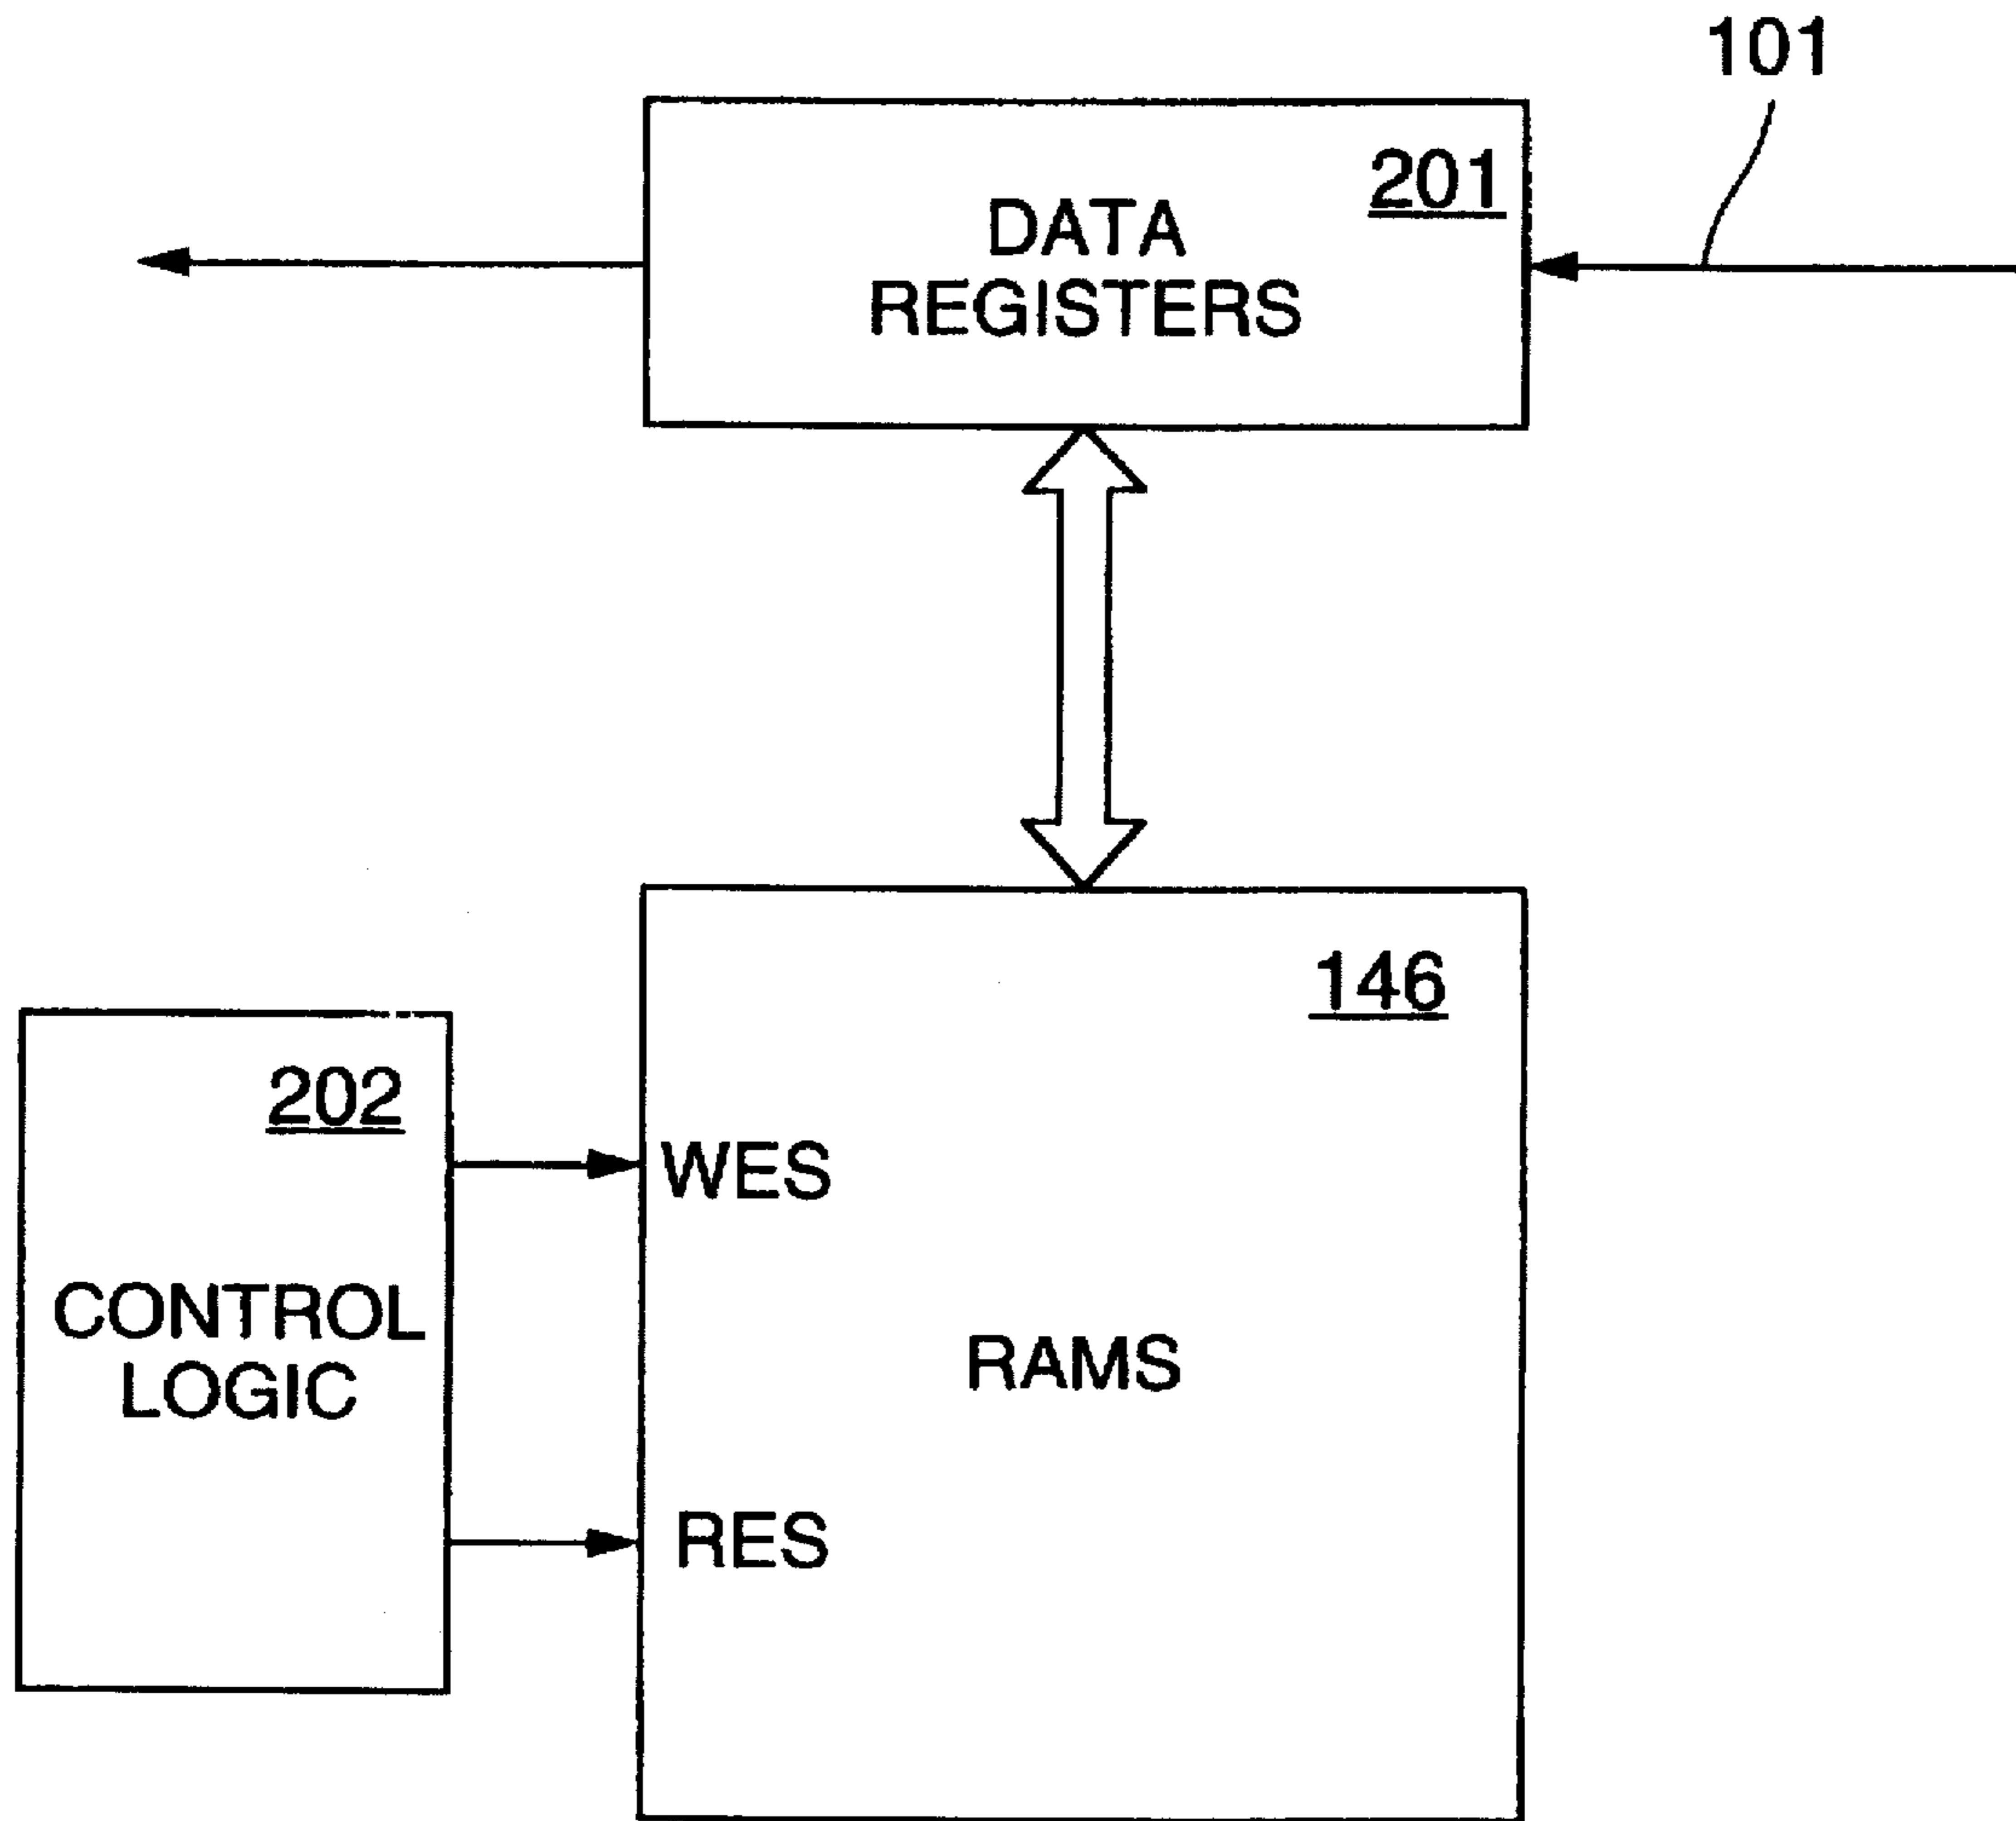 101
201
DATA
REGISTERS
146
202
WES
CONTROL
LOGIC
RAMS
RES